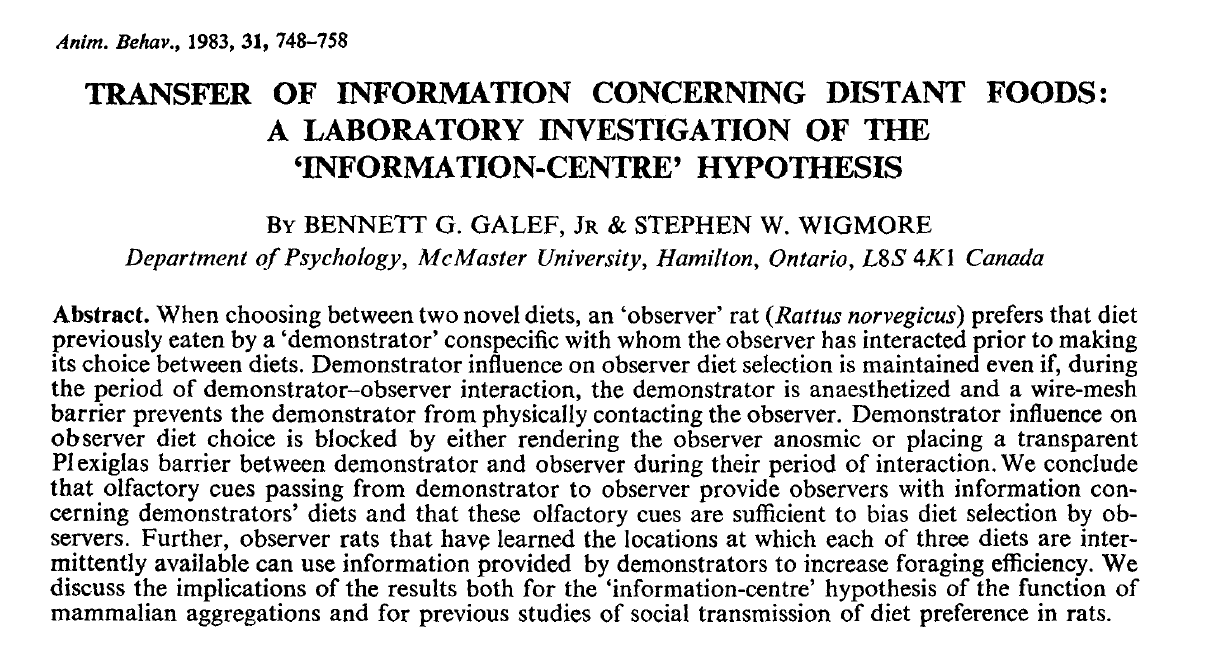 Anim. Behav., 1983, 31, 748–758
TRANSFER OF INFORMATION CONCERNING DISTANT FOODS:
A LABORATORY INVESTIGATION OF THE
‘INFORMATION-CENTRE’ HYPOTHESIS
BY BENNETT G. GALEF, JR & STEPHEN W. WIGMORE
Department of Psychology, McMaster University, Hamilton, Ontario, L8S 4K1 Canada
Abstract. When choosing between two novel diets, an ‘observer’ rat (Rattus norvegicus) prefers that diet
previously eaten by a ‘demonstrator’ conspecific with whom the observer has interacted prior to making
its choice between diets. Demonstrator influence on observer diet selection is maintained even if, during
the period of demonstrator–observer interaction, the demonstrator is anaesthetized and a wire-mesh
barrier prevents the demonstrator from physically contacting the observer. Demonstrator influence on
observer diet choice is blocked by either rendering the observer anosmic or placing a transparent
Plexiglas barrier between demonstrator and observer during their period of interaction. We conclude
that olfactory cues passing from demonstrator to observer provide observers with information con-
cerning demonstrators’ diets and that these olfactory cues are sufficient to bias diet selection by ob-
servers. Further, observer rats that have learned the locations at which each of three diets are inter-
mittently available can use information provided by demonstrators to increase foraging efficiency. We
discuss the implications of the results both for the ‘information-centre’ hypothesis of the function of
mammalian aggregations and for previous studies of social transmission of diet preference in rats.